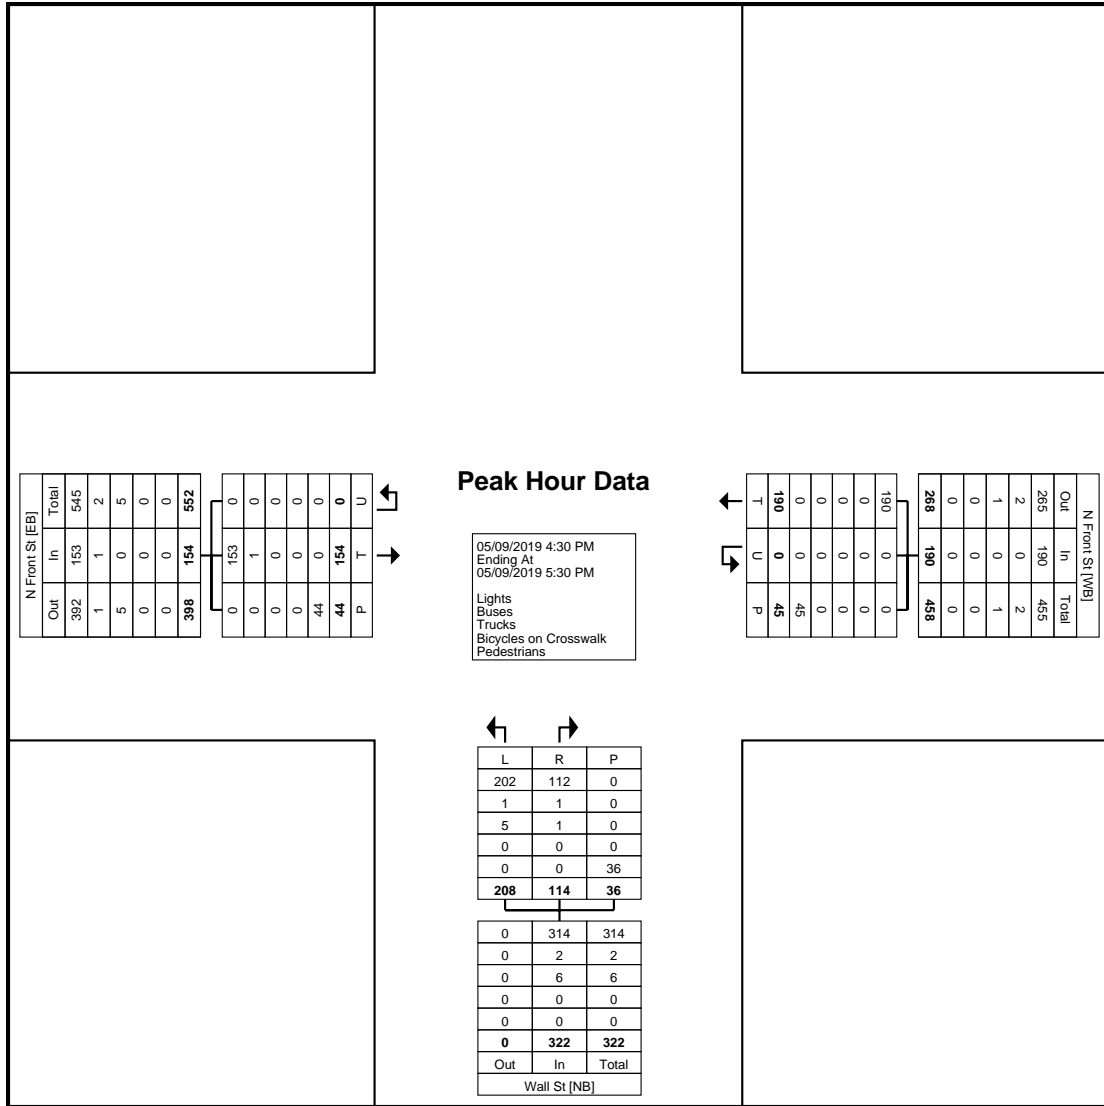 Peak Hour Data
05/09/2019 4:30 PM
Ending At
05/09/2019 5:30 PM
Lights
Buses
Trucks
Bicycles on Crosswalk
Pedestrians
N Front St [EB]
Total 545 2 5 0 0 552
In 153 1 0 0 0 154
Out 392 1 5 0 0 398
0 0 0 0 0 0 U
153 1 0 0 0 154 T
0 0 0 0 44 44 P
N Front St [WB]
Out 265 2 1 0 0 268
In 190 0 0 0 0 190
Total 455 2 1 0 0 458
190 0 0 0 0 190 T
0 0 0 0 0 0 U
0 0 0 0 45 45 P
L R P
202 112 0
1 1 0
5 1 0
0 0 0
0 0 36
208 114 36
0 314 314
0 2 2
0 6 6
0 0 0
0 0 0
0 322 322
Out In Total
Wall St [NB]